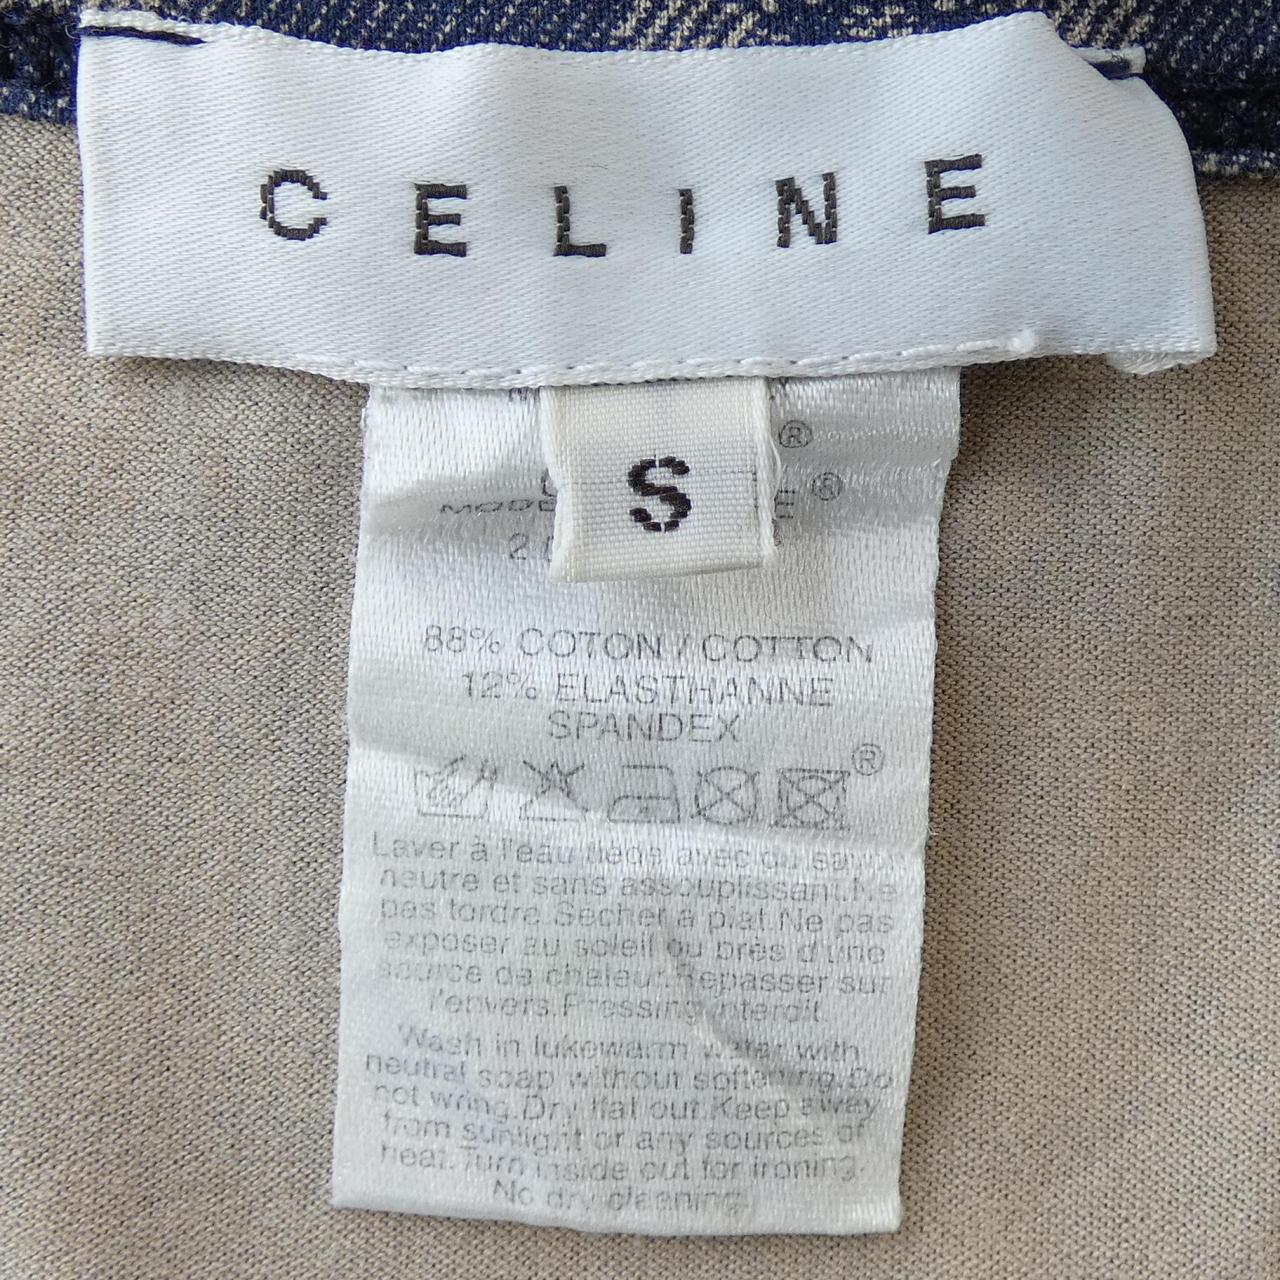 CELINE
S
®
®
88% COTON / COTTON
12% ELASTHANNE
SPANDEX
®
Laver à l'eau tiède avec du savon
neutre et sans assouplissant.Ne
pas tordre.Sécher à plat.Ne pas
exposer au soleil ou près d'une
source de chaleur.Repasser sur
l'envers.Pressing interdit.
Wash in lukewarm water with
neutral soap without softening.Do
not wring.Dry flat out.Keep away
from sunlight or any sources of
heat.Turn inside out for ironing.
No dry cleaning.